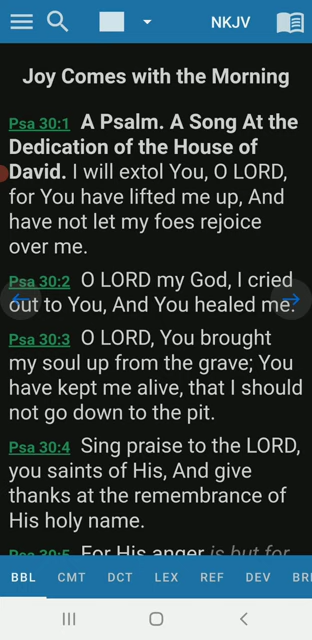 NKJV
Joy Comes with the Morning
Psa 30:1 A Psalm. A Song At the
Dedication of the House of
David. I will extol You, O LORD,
for You have lifted me up, And
have not let my foes rejoice
over me.
Psa 30:2 O LORD my God, I cried
out to You, And You healed me.
Psa 30:3 O LORD, You brought
my soul up from the grave; You
have kept me alive, that I should
not go down to the pit.
Psa 30:4 Sing praise to the LORD,
you saints of His, And give
thanks at the remembrance of
His holy name.
Psa 30:5 For His anger is but for
BBL CMT DCT LEX REF DEV BR